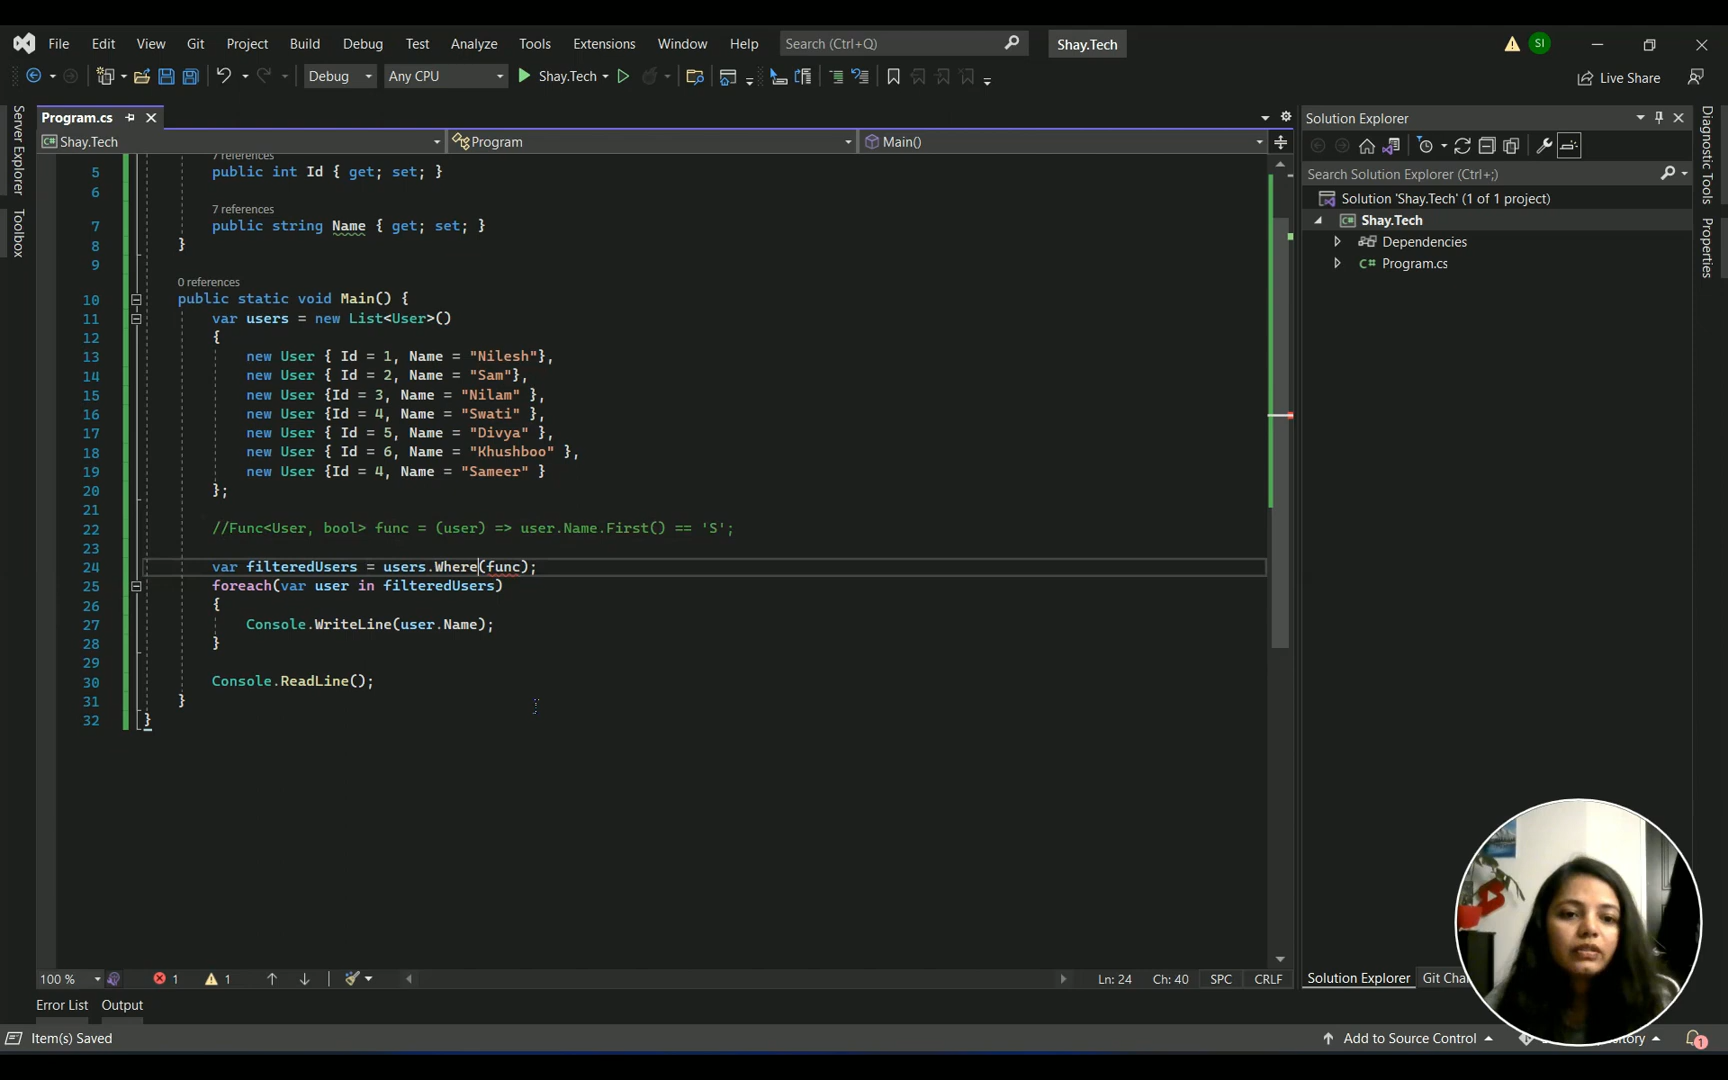 File Edit View Git Project Build Debug Test Analyze Tools Extensions Window Help Search (Ctrl+Q) Shay.Tech SI
Debug Any CPU Shay.Tech Live Share
Server Explorer
Toolbox
Program.cs
Shay.Tech Program Main()
7 references
5 public int Id { get; set; }
6
7 references
7 public string Name { get; set; }
8 }
9
0 references
10 public static void Main() {
11 var users = new List<User>()
12 {
13 new User { Id = 1, Name = "Nilesh"},
14 new User { Id = 2, Name = "Sam"},
15 new User {Id = 3, Name = "Nilam" },
16 new User {Id = 4, Name = "Swati" },
17 new User { Id = 5, Name = "Divya" },
18 new User { Id = 6, Name = "Khushboo" },
19 new User {Id = 4, Name = "Sameer" }
20 };
21
22 //Func<User, bool> func = (user) => user.Name.First() == 'S';
23
24 var filteredUsers = users.Where(func);
25 foreach(var user in filteredUsers)
26 {
27 Console.WriteLine(user.Name);
28 }
29
30 Console.ReadLine();
31 }
32 }
100 % 1 1 Ln: 24 Ch: 40 SPC CRLF
Error List Output
Item(s) Saved
Solution Explorer
Search Solution Explorer (Ctrl+;)
Solution 'Shay.Tech' (1 of 1 project)
Shay.Tech
Dependencies
C# Program.cs
Diagnostic Tools
Properties
Solution Explorer Git
Add to Source Control
1